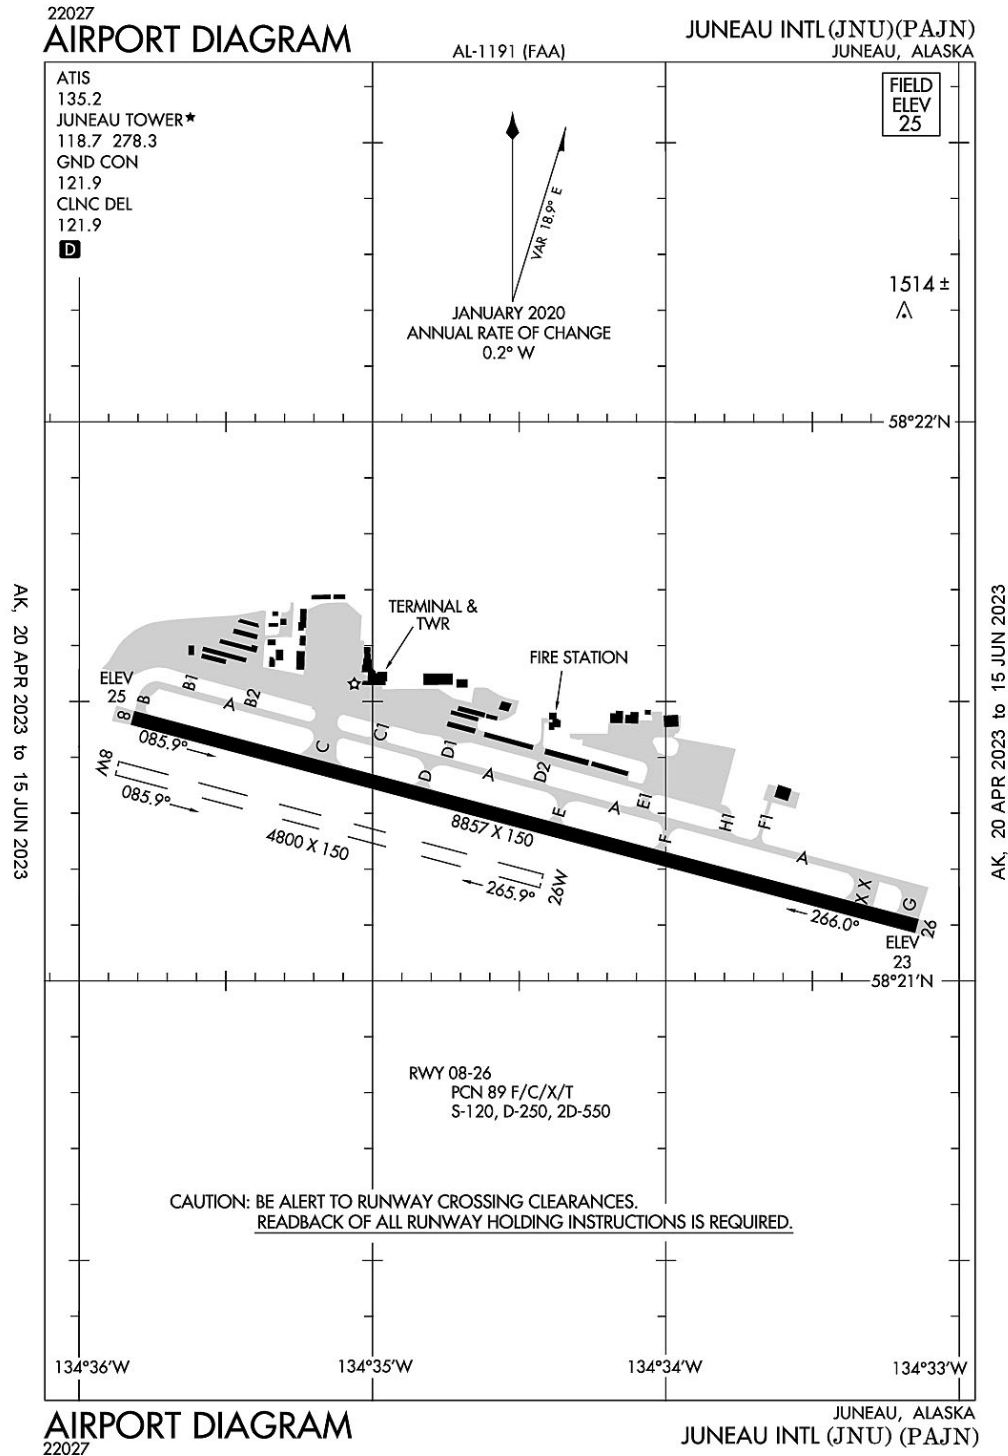 22027
AIRPORT DIAGRAM
AL-1191 (FAA)
JUNEAU INTL (JNU) (PAJN)
JUNEAU, ALASKA
ATIS
135.2
JUNEAU TOWER★
118.7 278.3
GND CON
121.9
CLNC DEL
121.9
D
FIELD
ELEV
25
VAR 18.9° E
JANUARY 2020
ANNUAL RATE OF CHANGE
0.2° W
1514 ±
58°22'N
AK, 20 APR 2023 to 15 JUN 2023
AK, 20 APR 2023 to 15 JUN 2023
TERMINAL &
TWR
FIRE STATION
ELEV
25
8
B
B1
A
B2
C
C1
D
D1
A
D2
E
A
E1
F
H1
F1
A
X X
G
26
085.9°
8W
085.9°
4800 X 150
8857 X 150
265.9°
26W
266.0°
ELEV
23
58°21'N
RWY 08-26
PCN 89 F/C/X/T
S-120, D-250, 2D-550
CAUTION: BE ALERT TO RUNWAY CROSSING CLEARANCES.
READBACK OF ALL RUNWAY HOLDING INSTRUCTIONS IS REQUIRED.
134°36'W
134°35'W
134°34'W
134°33'W
AIRPORT DIAGRAM
22027
JUNEAU, ALASKA
JUNEAU INTL (JNU) (PAJN)